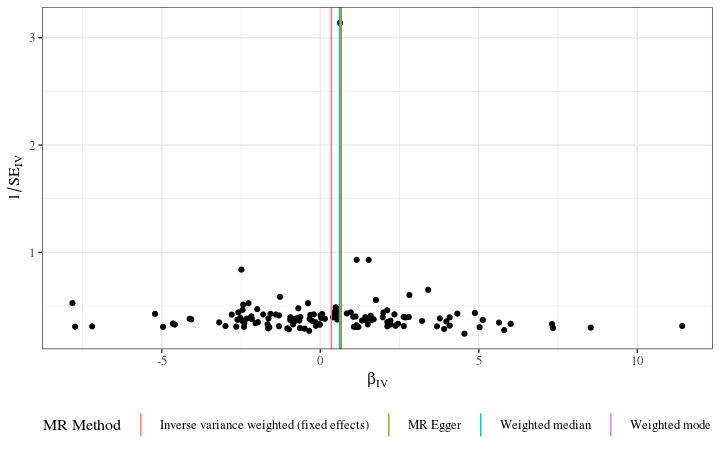 3
2
1
1/SE_IV
-5
0
5
10
β_IV
MR Method Inverse variance weighted (fixed effects) MR Egger Weighted median Weighted mode